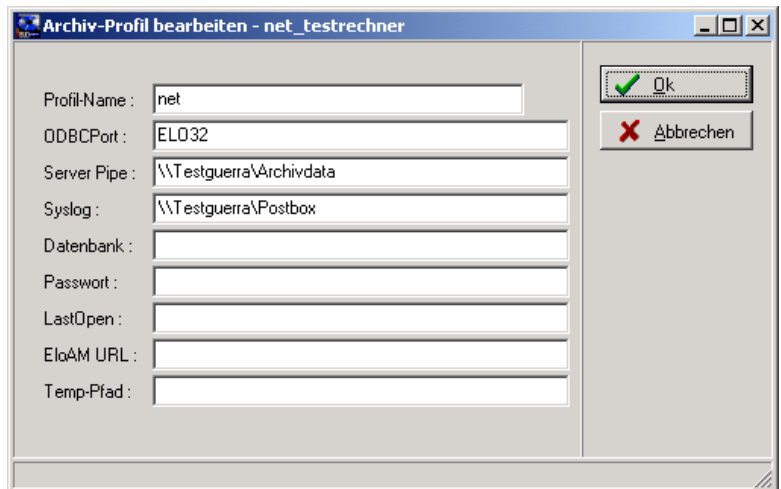 Archiv-Profil bearbeiten - net_testrechner
Profil-Name : net
ODBCPort : ELO32
Server Pipe : \\Testguerra\Archivdata
Syslog : \\Testguerra\Postbox
Datenbank :
Passwort :
LastOpen :
EloAM URL :
Temp-Pfad :
Ok
Abbrechen